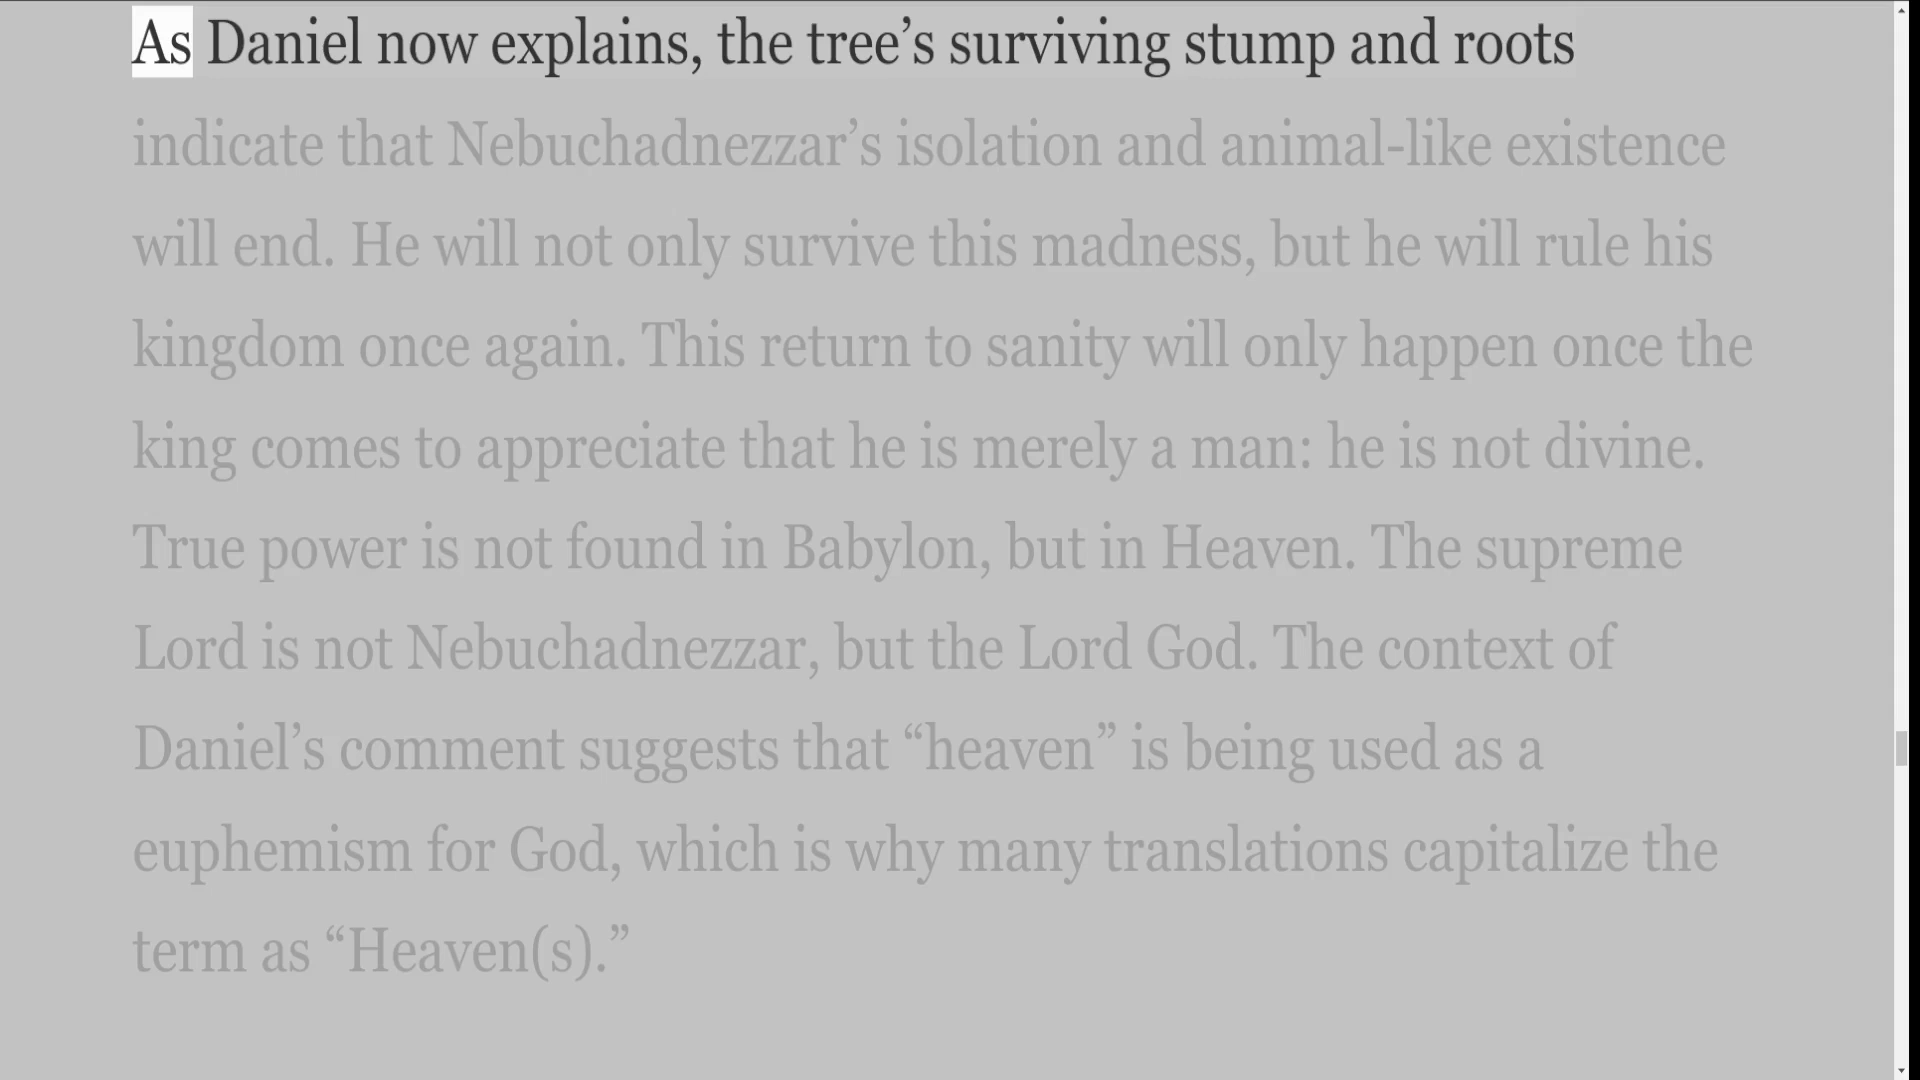 As Daniel now explains, the tree’s surviving stump and roots
indicate that Nebuchadnezzar’s isolation and animal-like existence
will end. He will not only survive this madness, but he will rule his
kingdom once again. This return to sanity will only happen once the
king comes to appreciate that he is merely a man: he is not divine.
True power is not found in Babylon, but in Heaven. The supreme
Lord is not Nebuchadnezzar, but the Lord God. The context of
Daniel’s comment suggests that “heaven” is being used as a
euphemism for God, which is why many translations capitalize the
term as “Heaven(s).”